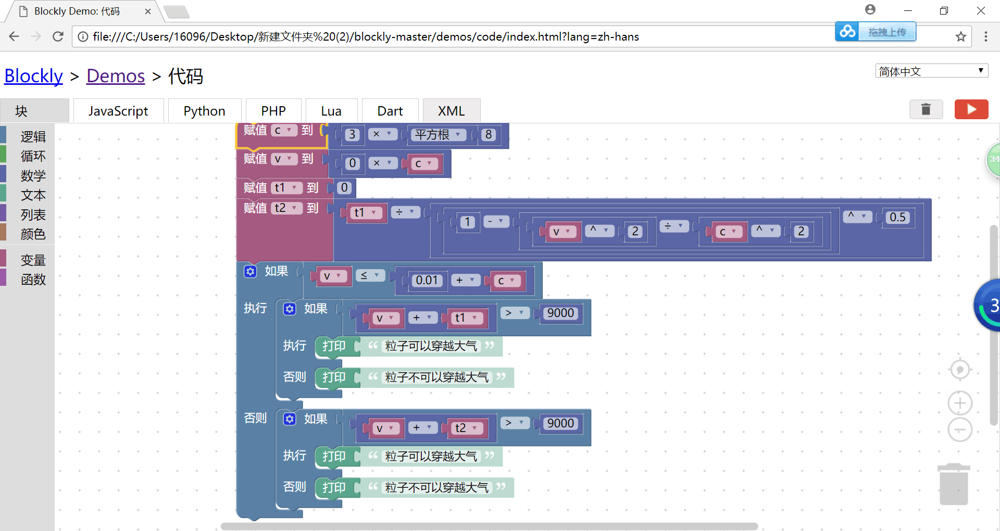 Blockly Demo: 代码
file:///C:/Users/16096/Desktop/新建文件夹%20(2)/blockly-master/demos/code/index.html?lang=zh-hans
拖拽上传
Blockly > Demos > 代码
简体中文
块 JavaScript Python PHP Lua Dart XML
逻辑
循环
数学
文本
列表
颜色
变量
函数
赋值 c 到 3 × 平方根 8
赋值 v 到 0 × c
赋值 t1 到 0
赋值 t2 到 t1 ÷ 1 - v ^ 2 ÷ c ^ 2 ^ 0.5
如果 v ≤ 0.01 + c
执行 如果 v + t1 > 9000
执行 打印 “ 粒子可以穿越大气 ”
否则 打印 “ 粒子不可以穿越大气 ”
否则 如果 v + t2 > 9000
执行 打印 “ 粒子可以穿越大气 ”
否则 打印 “ 粒子不可以穿越大气 ”
34
3